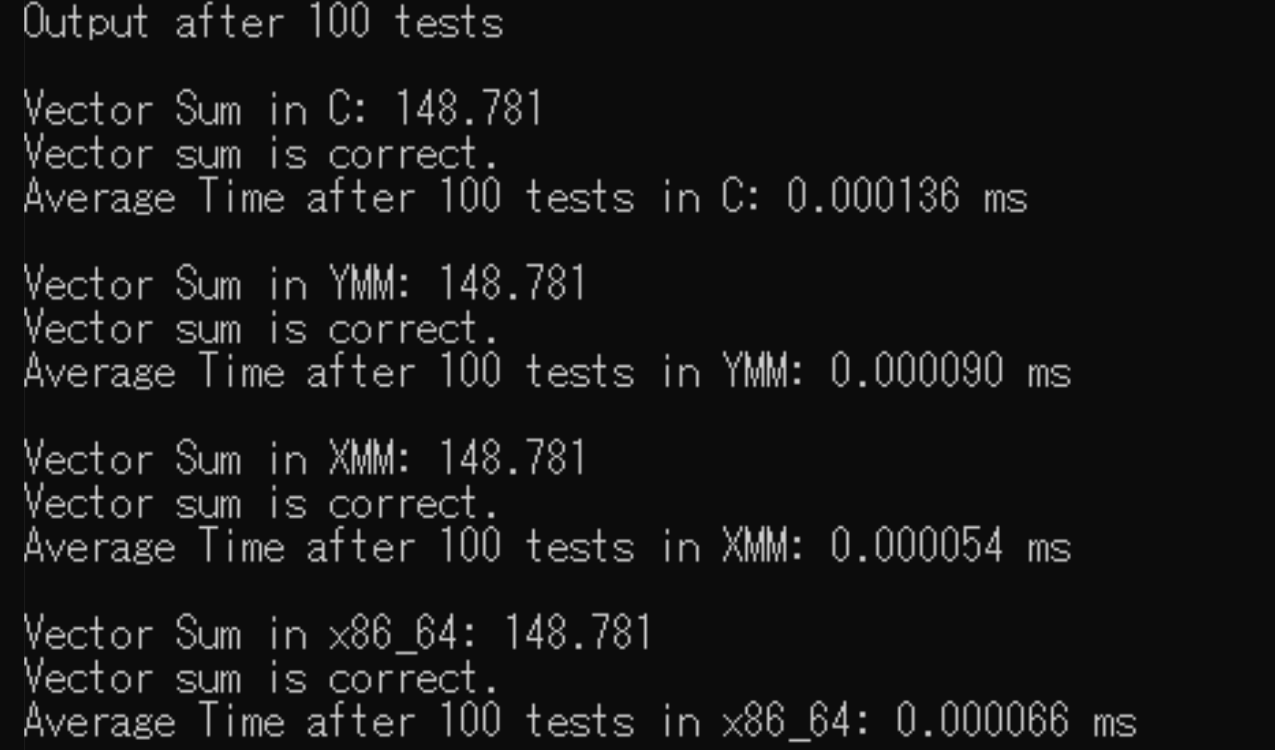 Output after 100 tests
Vector Sum in C: 148.781
Vector sum is correct.
Average Time after 100 tests in C: 0.000136 ms
Vector Sum in YMM: 148.781
Vector sum is correct.
Average Time after 100 tests in YMM: 0.000090 ms
Vector Sum in XMM: 148.781
Vector sum is correct.
Average Time after 100 tests in XMM: 0.000054 ms
Vector Sum in x86_64: 148.781
Vector sum is correct.
Average Time after 100 tests in x86_64: 0.000066 ms